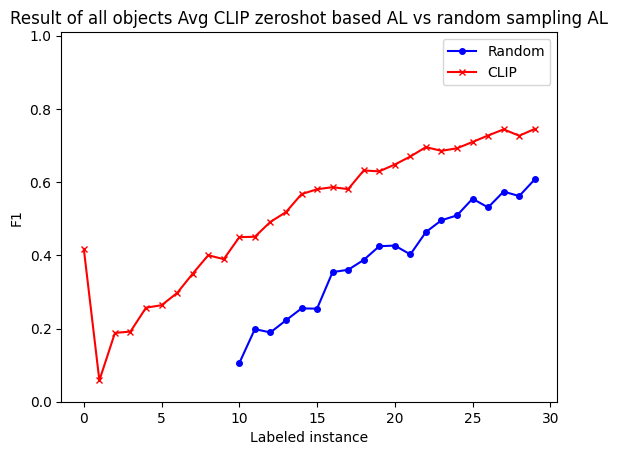 Result of all objects Avg CLIP zeroshot based AL vs random sampling AL
1.0
0.8
0.6
0.4
0.2
0.0
F1
Random
CLIP
0 5 10 15 20 25 30
Labeled instance